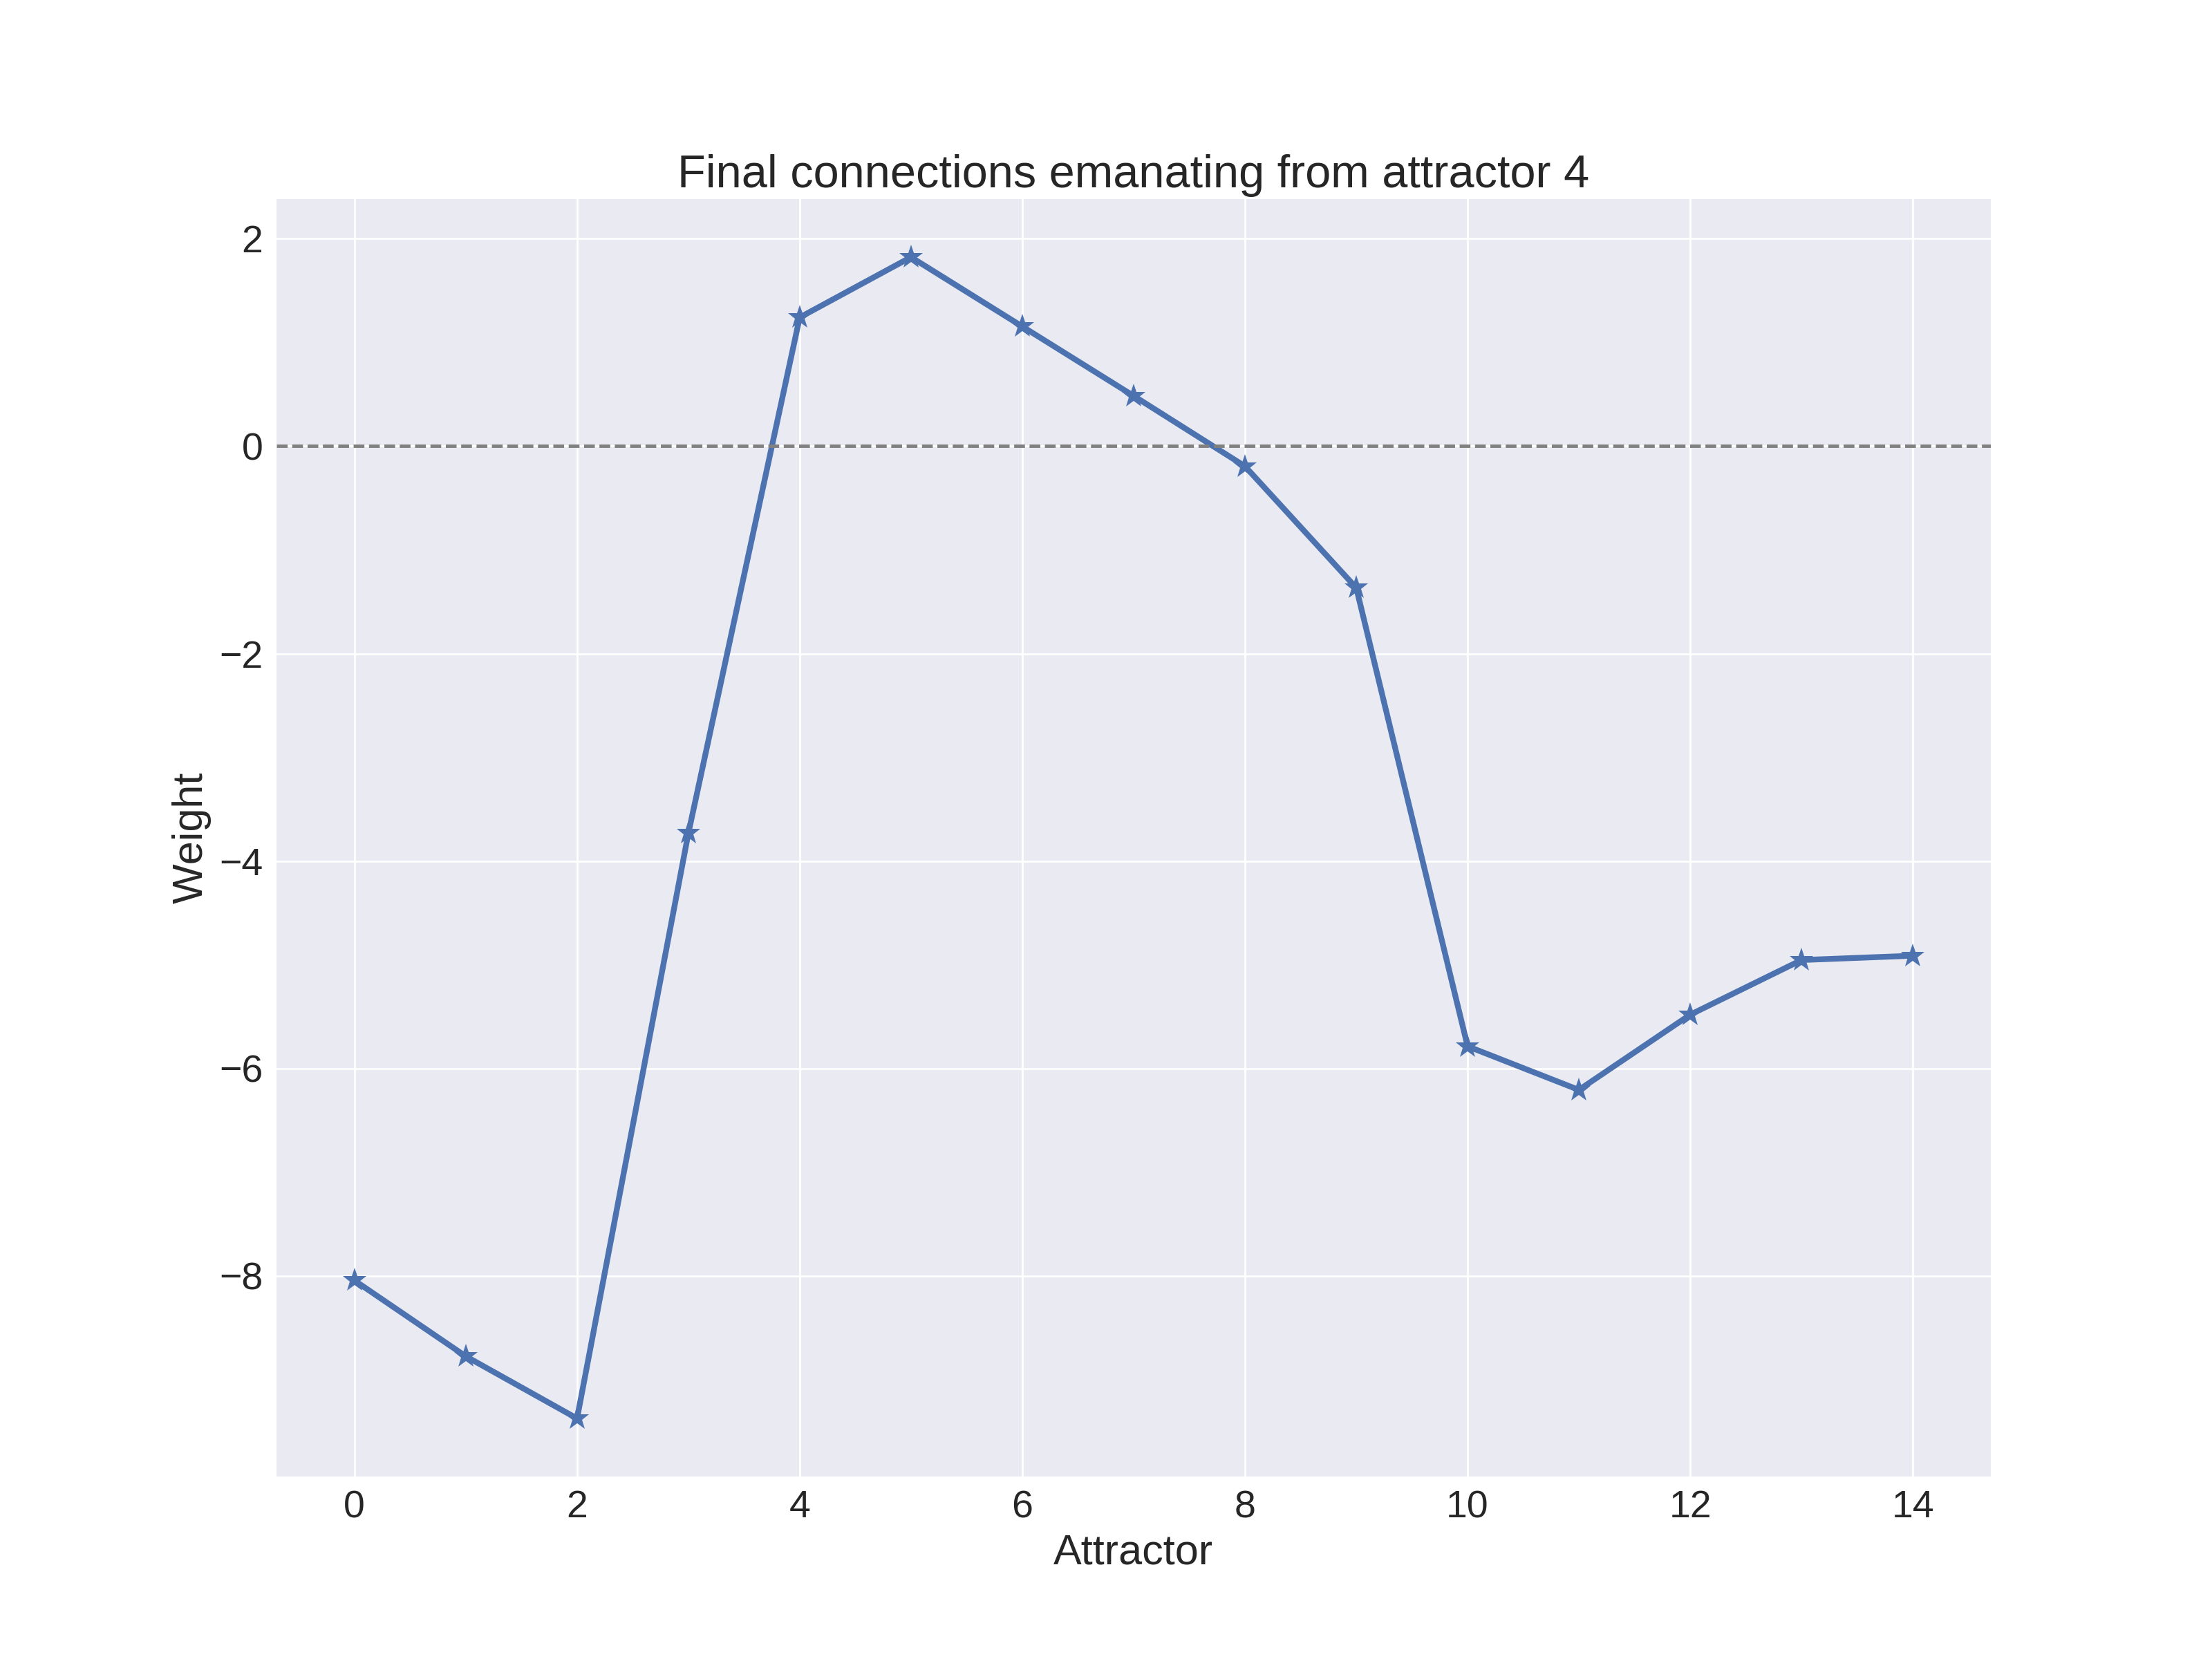 Final connections emanating from attractor 4
2
0
−2
−4
−6
−8
Weight
0 2 4 6 8 10 12 14
Attractor